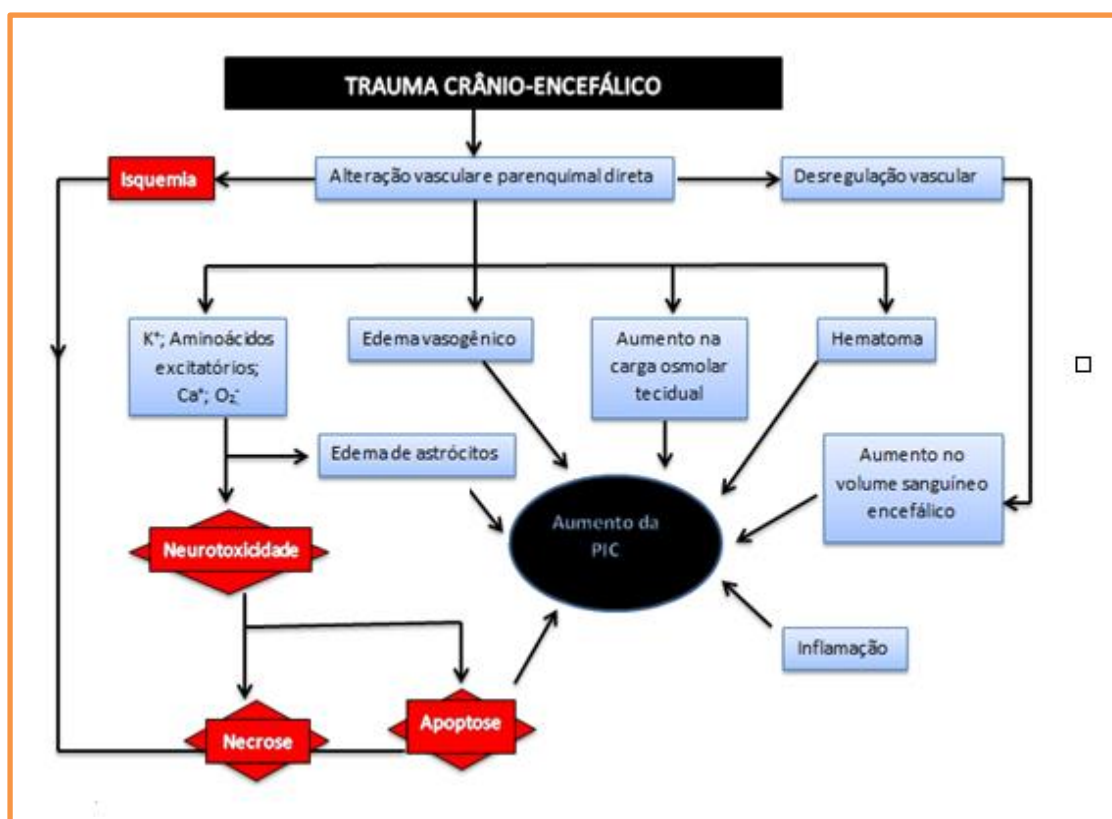 TRAUMA CRÂNIO-ENCEFÁLICO
Isquemia
Alteração vascular e parenquimal direta
Desregulação vascular
K⁺; Aminoácidos
excitatórios;
Ca⁺; O₂⁻
Edema vasogênico
Aumento na
carga osmolar
tecidual
Hematoma
Edema de astrócitos
Aumento no
volume sanguíneo
encefálico
Aumento da
PIC
Neurotoxicidade
Inflamação
Necrose
Apoptose